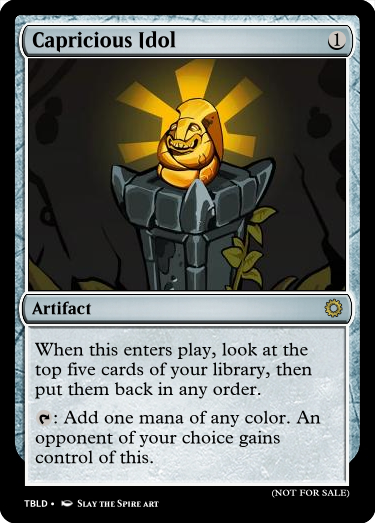 Capricious Idol 1
Artifact
When this enters play, look at the
top five cards of your library, then
put them back in any order.
: Add one mana of any color. An
opponent of your choice gains
control of this.
(NOT FOR SALE)
TBLD • SLAY THE SPIRE ART